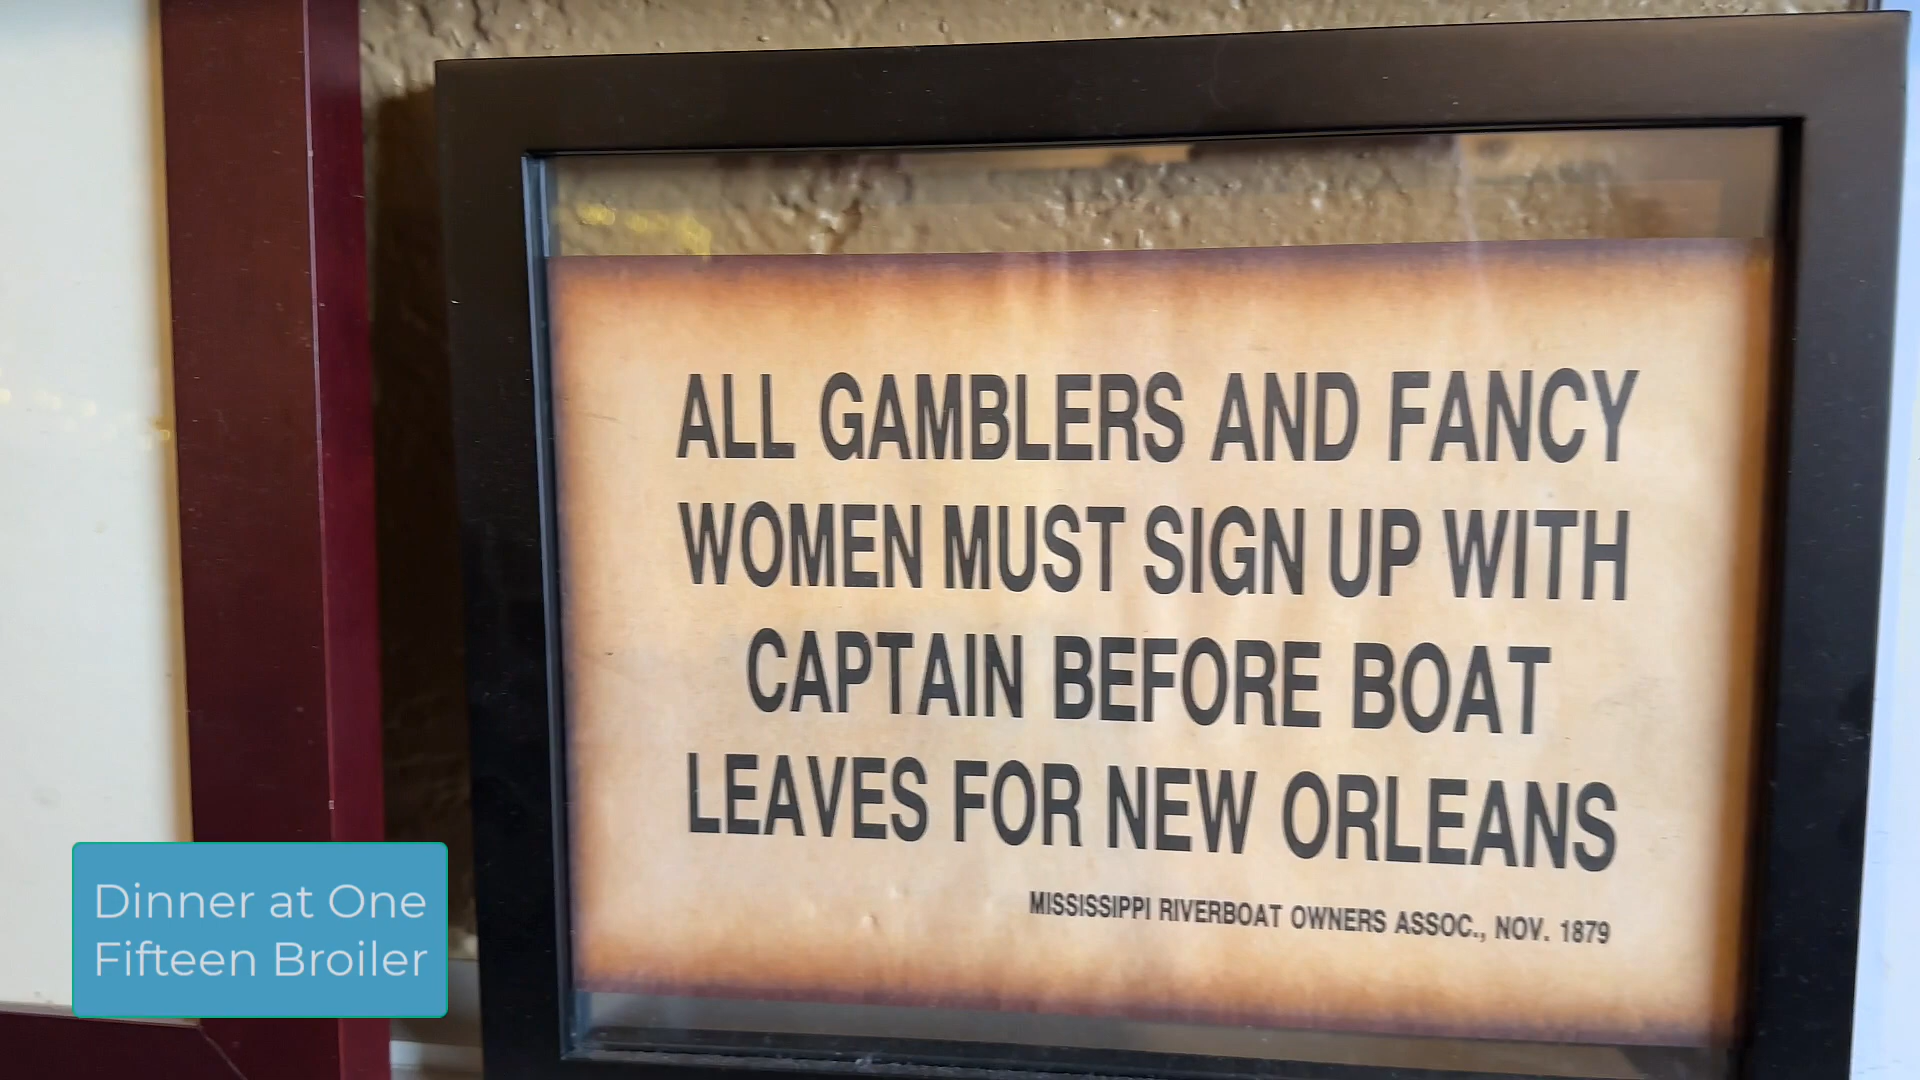 ALL GAMBLERS AND FANCY
WOMEN MUST SIGN UP WITH
CAPTAIN BEFORE BOAT
LEAVES FOR NEW ORLEANS
MISSISSIPPI RIVERBOAT OWNERS ASSOC., NOV. 1879
Dinner at One
Fifteen Broiler